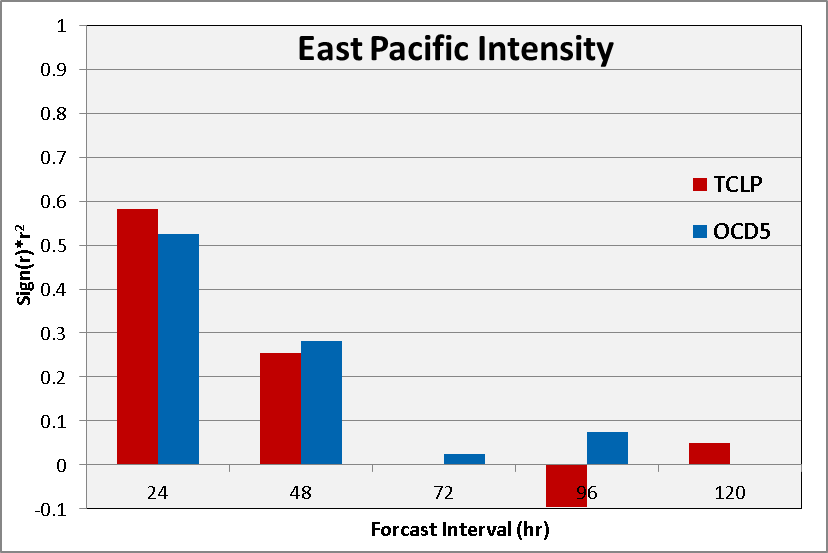 East Pacific Intensity
1
0.9
0.8
0.7
0.6
0.5
0.4
0.3
0.2
0.1
0
-0.1
Sign(r)*r²
TCLP
OCD5
24 48 72 96 120
Forcast Interval (hr)